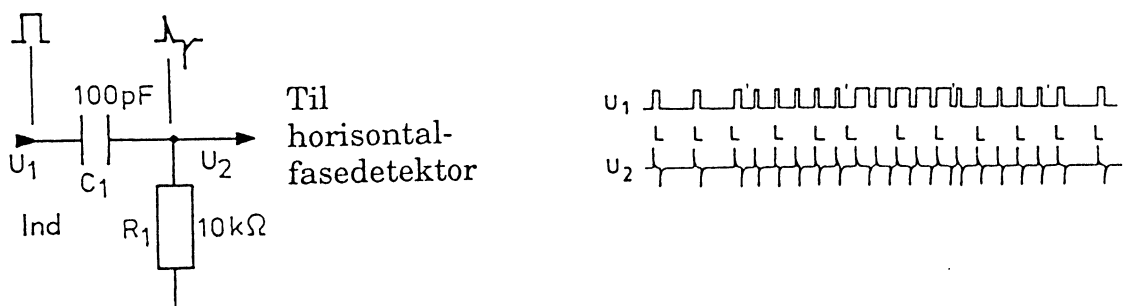 100pF
Til
horisontal-
fasedetektor
U1
C1
U2
Ind
R1
10kΩ
U1
L L L L L L L L L L L L
U2